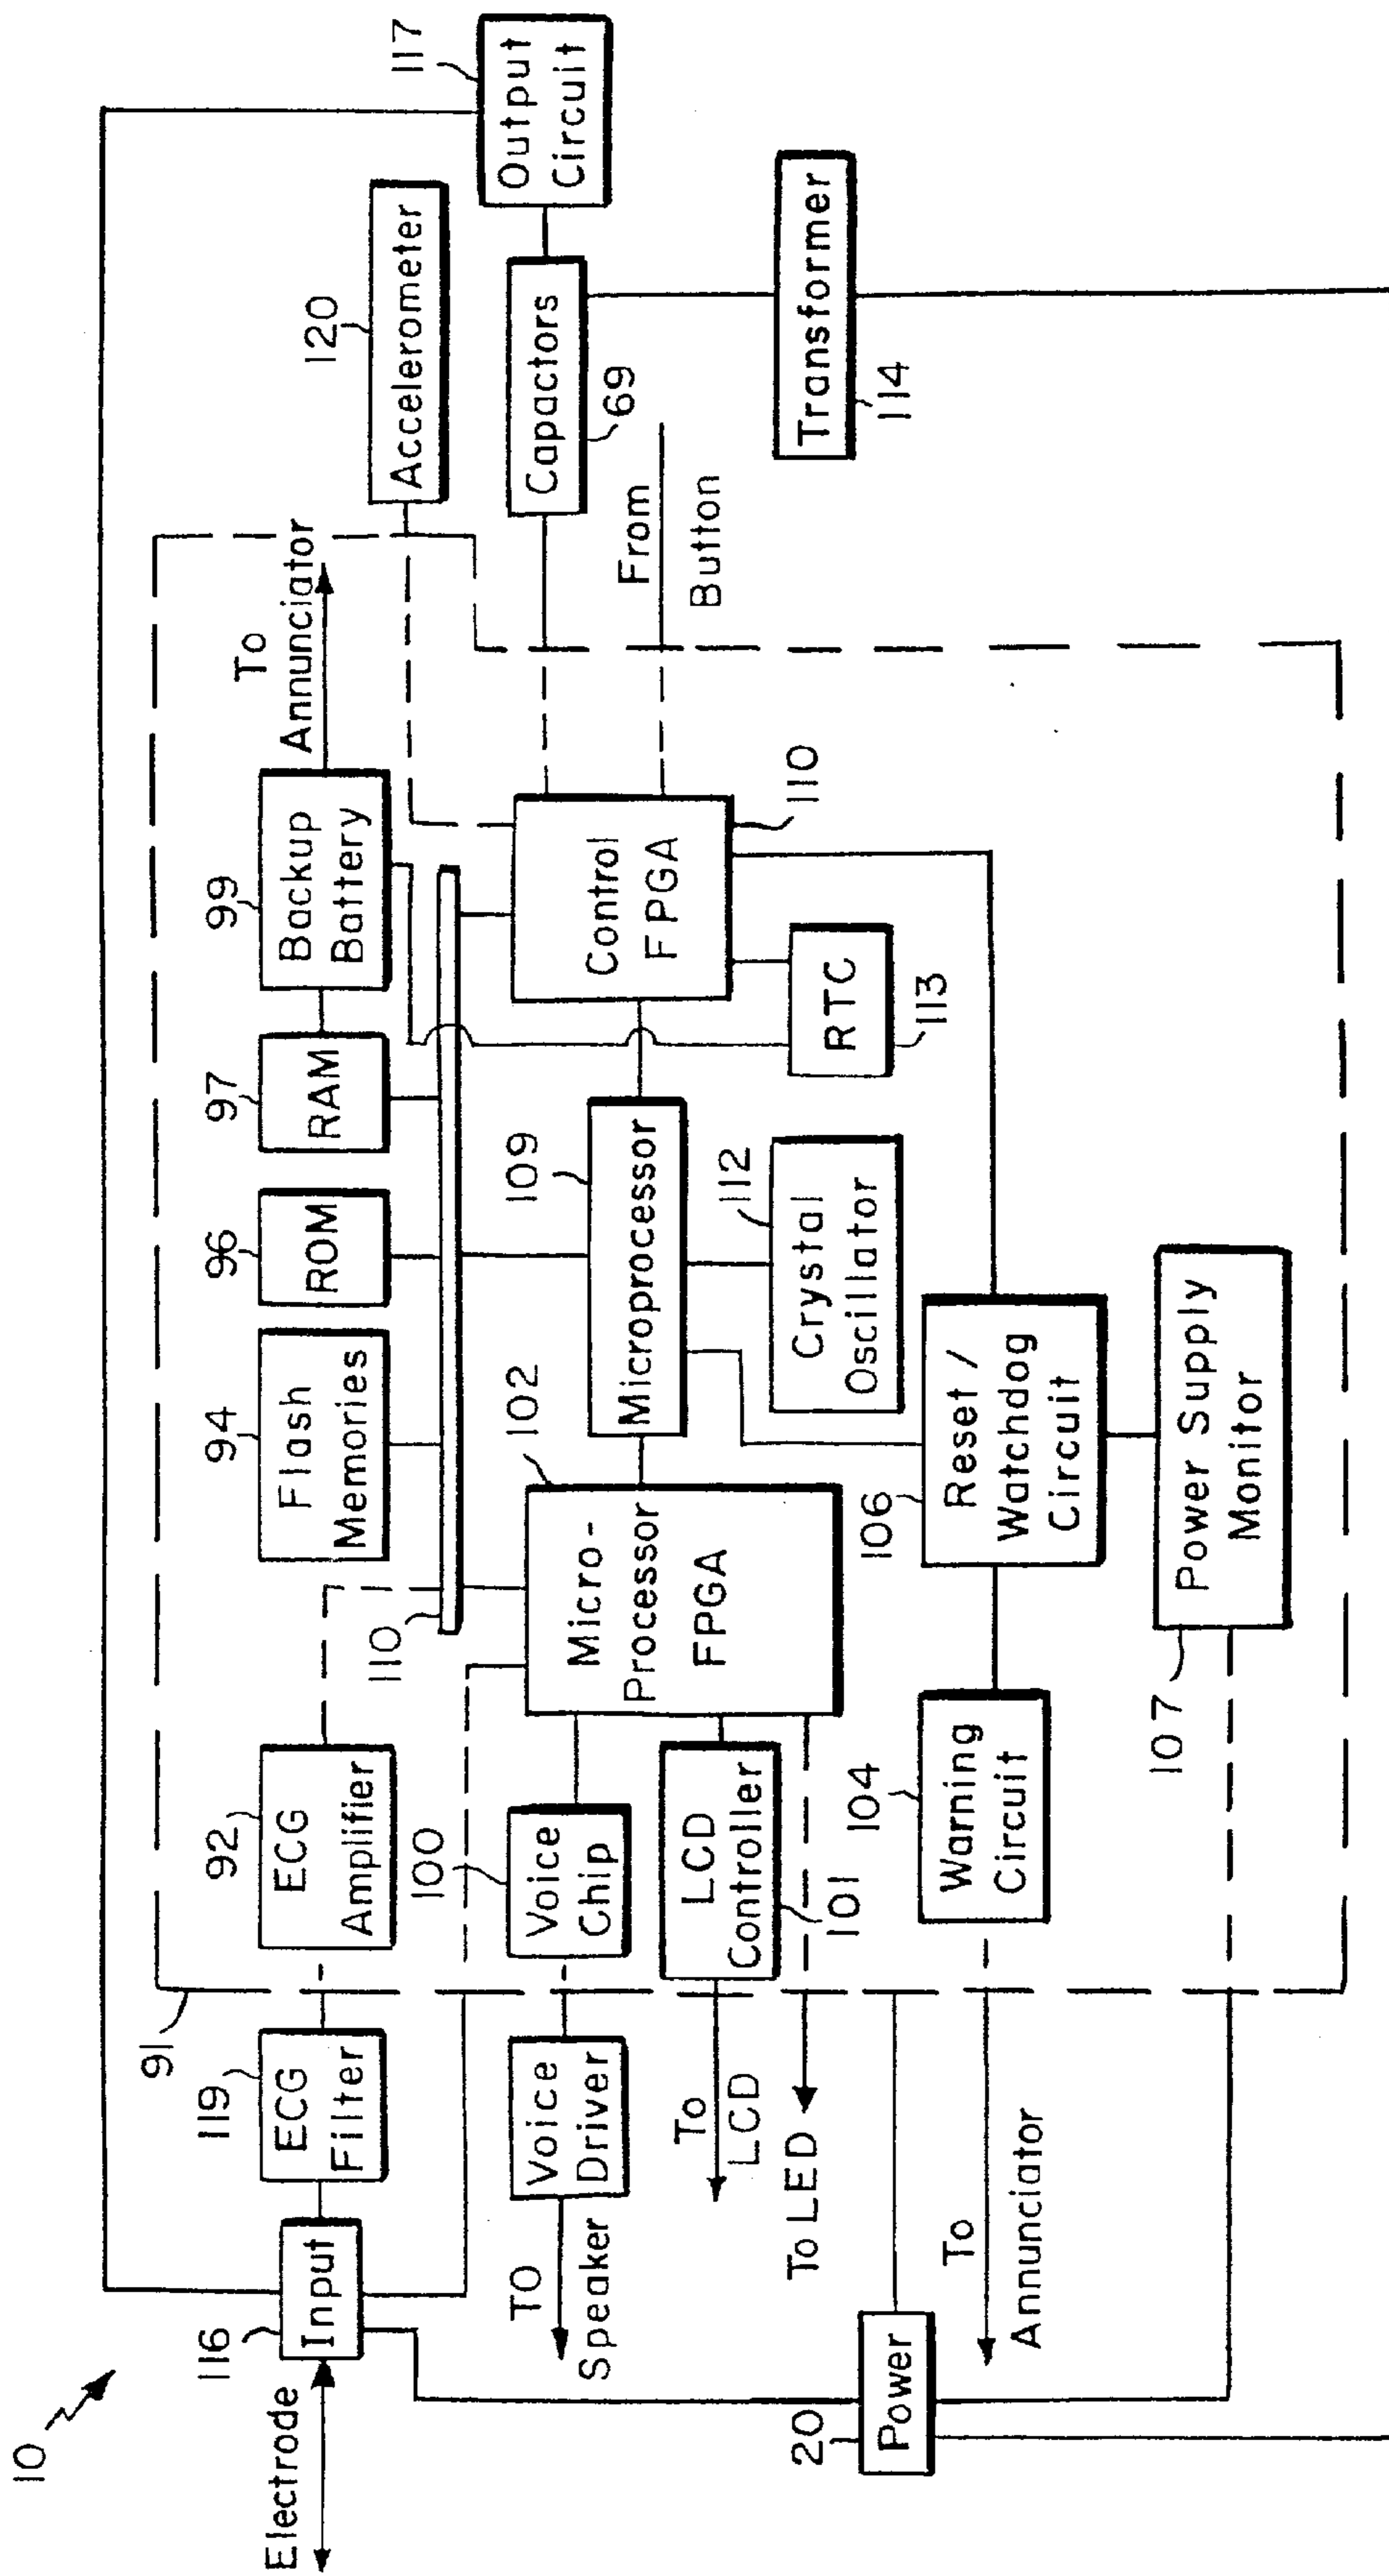 10
Electrode
116
Input
119
ECG
Filter
91
92
ECG
Amplifier
94
Flash
Memories
96
ROM
97
RAM
99
Backup
Battery
To
Annunciator
120
Accelerometer
117
Output
Circuit
110
TO
Speaker
Voice
Driver
100
Voice
Chip
102
Micro-
Processor
FPGA
109
Microprocessor
Control
FPGA
110
Capactors
69
From
Button
To
LCD
LCD
Controller
101
To LED
112
Crystal
Oscillator
RTC
113
Transformer
114
20
Power
To
Annunciator
104
Warning
Circuit
106
Reset /
Watchdog
Circuit
107
Power Supply
Monitor